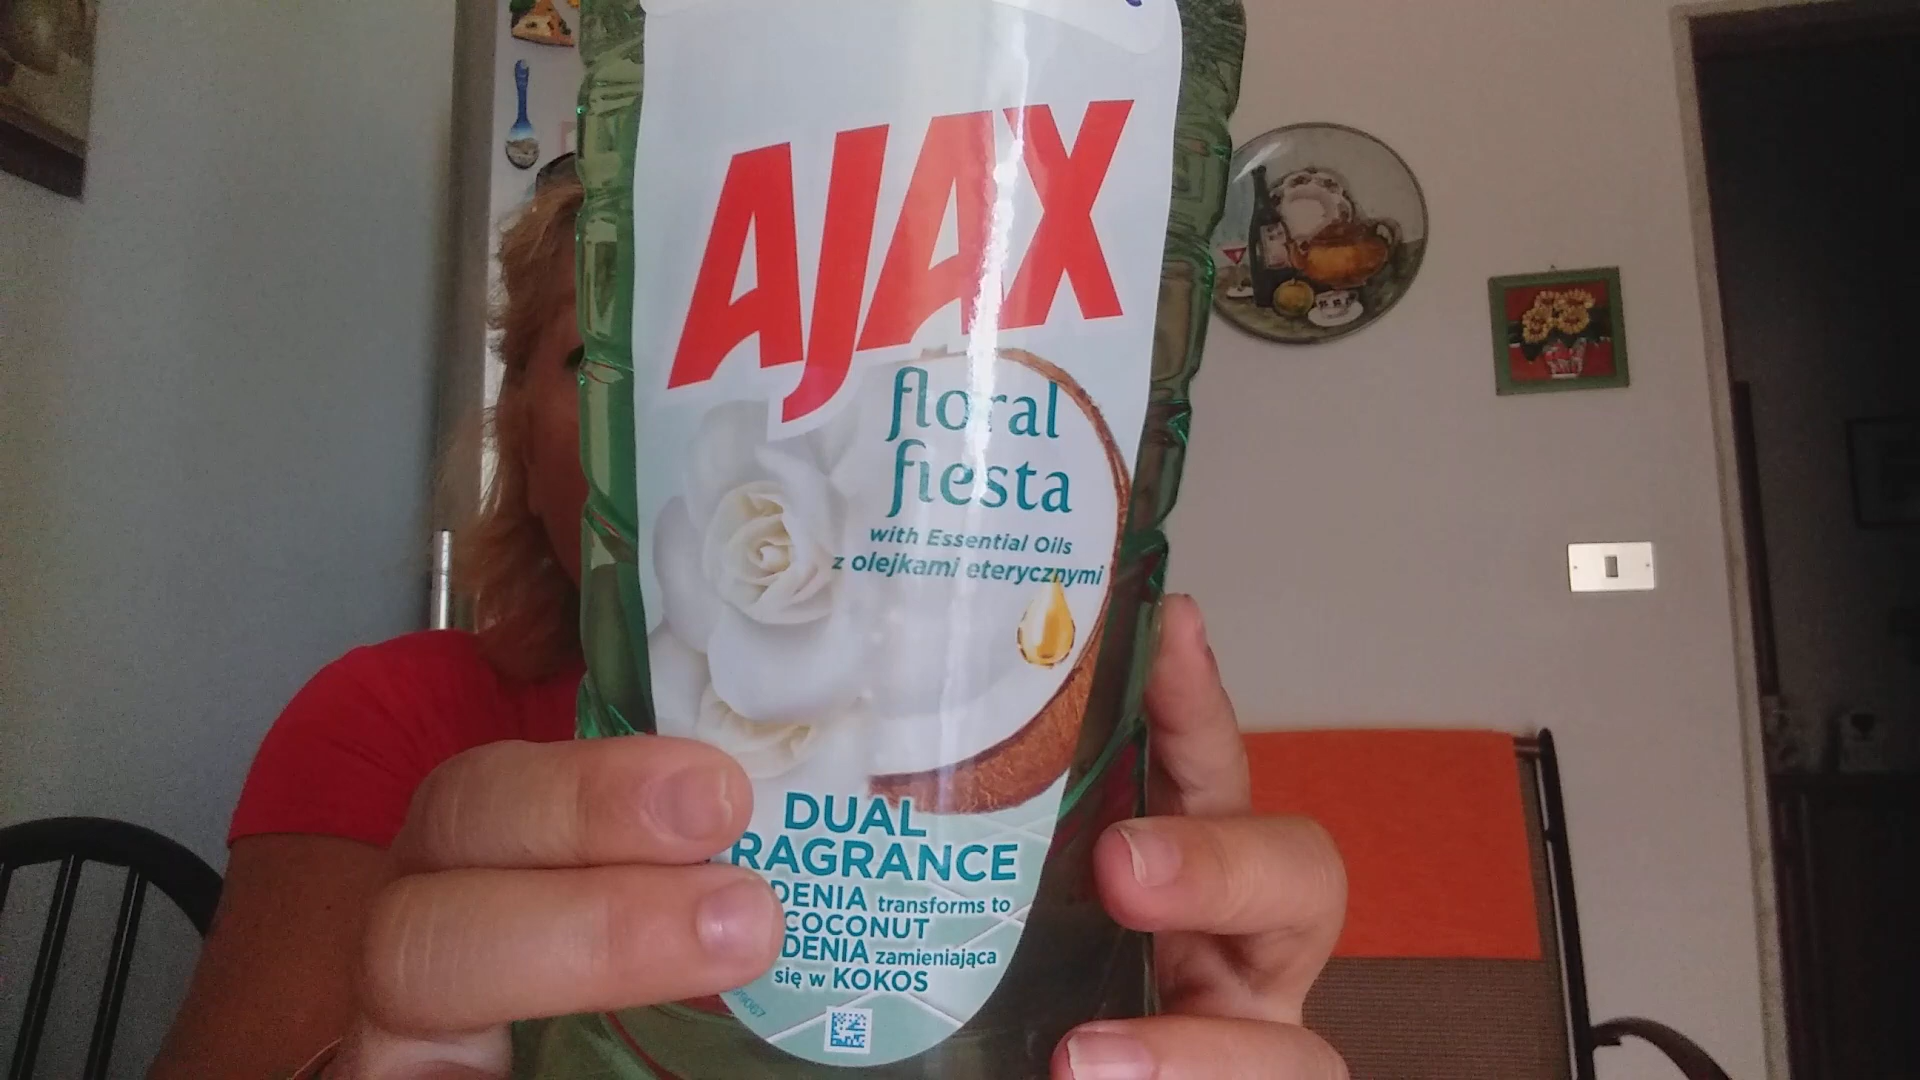 AJAX
floral
fiesta
with Essential Oils
z olejkami eterycznymi
DUAL
RAGRANCE
DENIA transforms to
COCONUT
DENIA zamieniająca
się w KOKOS